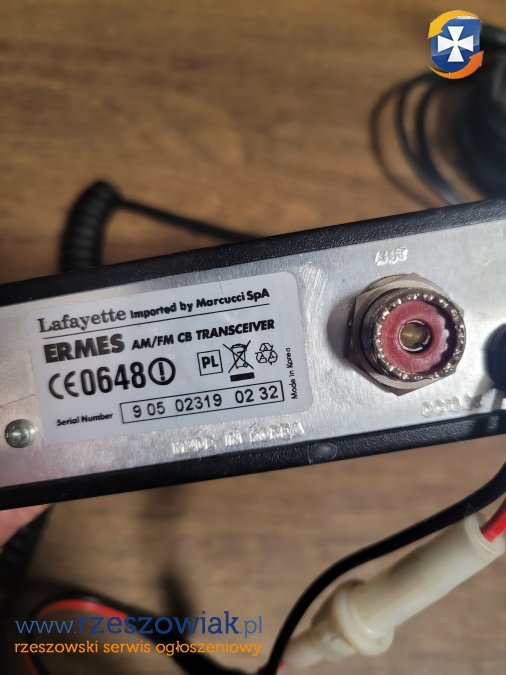 ANT
Lafayette Imported by Marcucci SpA
ERMES AM/FM CB TRANSCEIVER
CE0648
PL
Made in Korea
Serial Number 9 05 02319 02 32
MADE IN KOREA
www.rzeszowiak.pl
rzeszowski serwis ogłoszeniowy